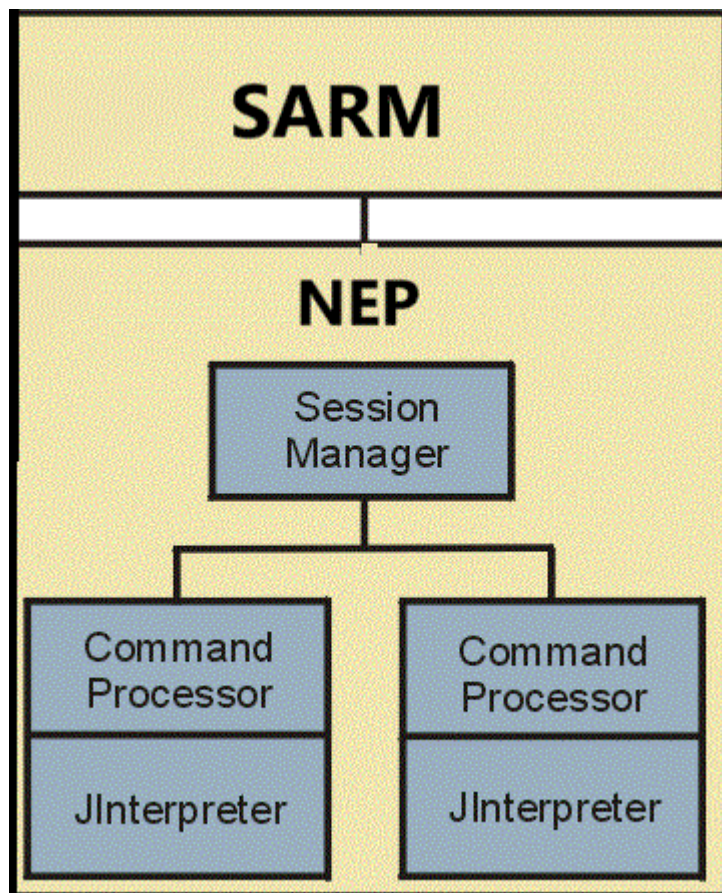 SARM
NEP
Session
Manager
Command
Processor
JInterpreter
Command
Processor
JInterpreter